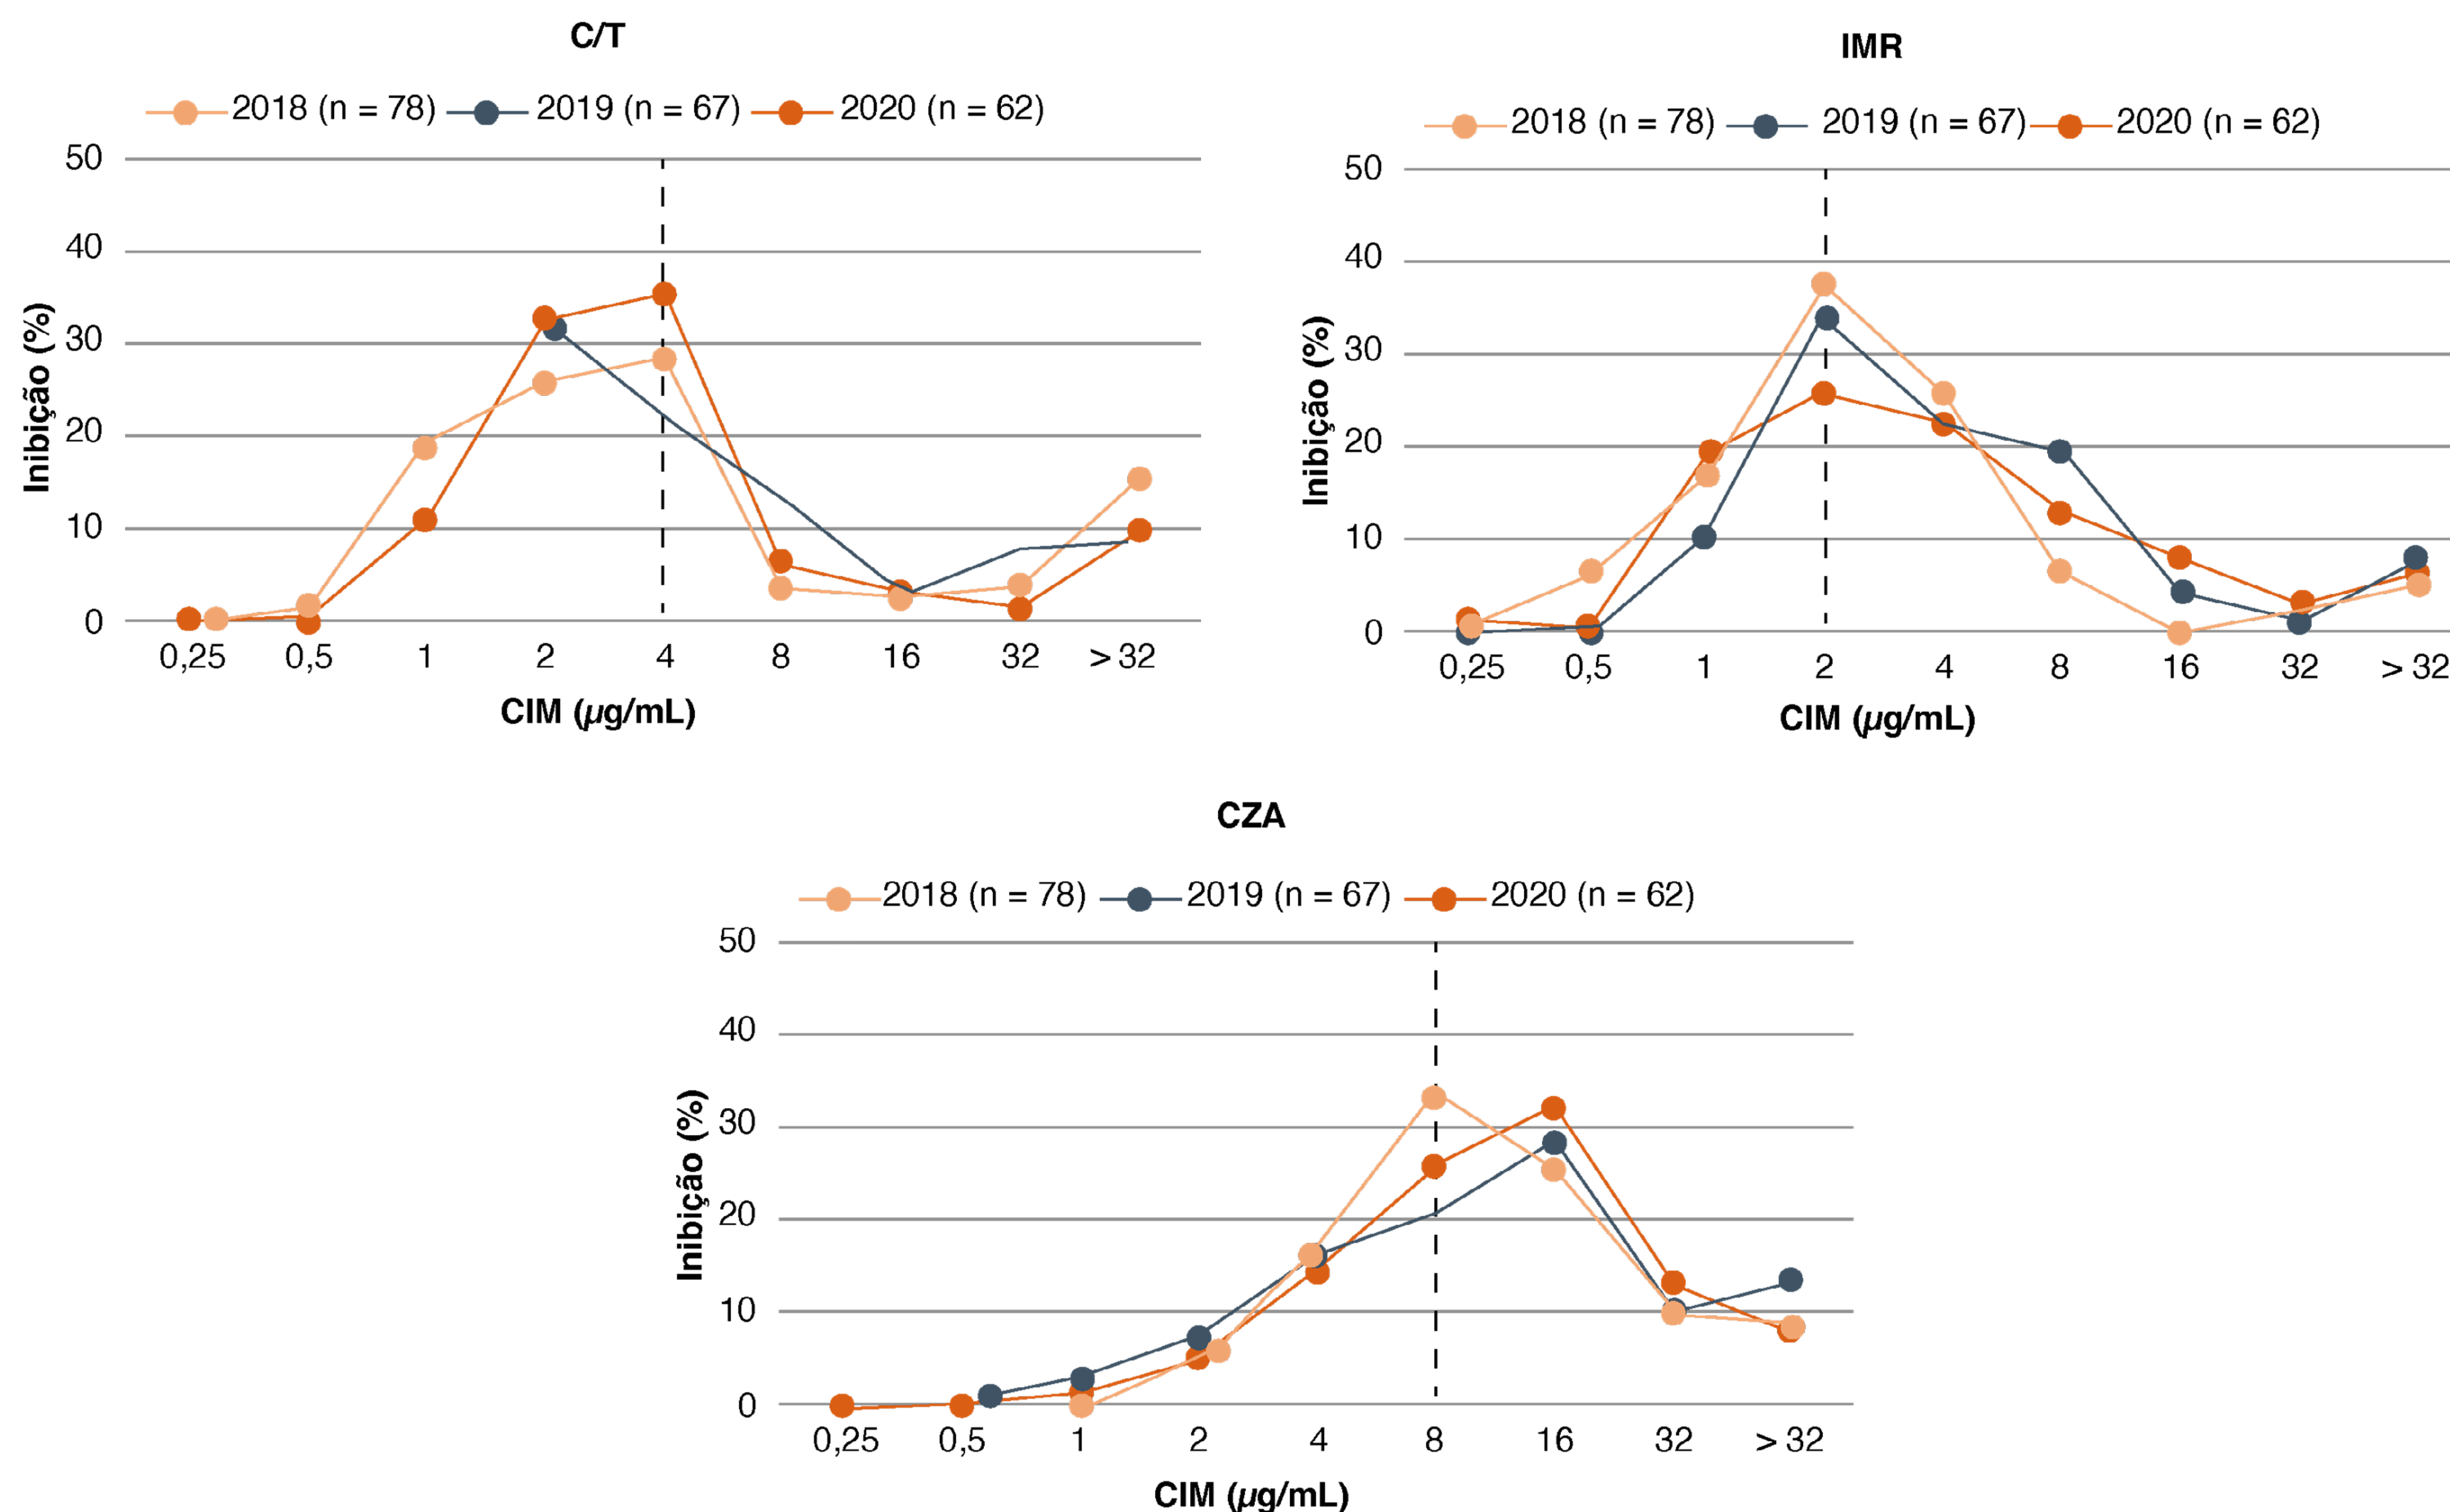 C/T
2018 (n = 78) 2019 (n = 67) 2020 (n = 62)
50
40
30
20
10
0
Inibição (%)
0,25 0,5 1 2 4 8 16 32 > 32
CIM (µg/mL)
IMR
2018 (n = 78) 2019 (n = 67) 2020 (n = 62)
50
40
30
20
10
0
Inibição (%)
0,25 0,5 1 2 4 8 16 32 > 32
CIM (µg/mL)
CZA
2018 (n = 78) 2019 (n = 67) 2020 (n = 62)
50
40
30
20
10
0
Inibição (%)
0,25 0,5 1 2 4 8 16 32 > 32
CIM (µg/mL)